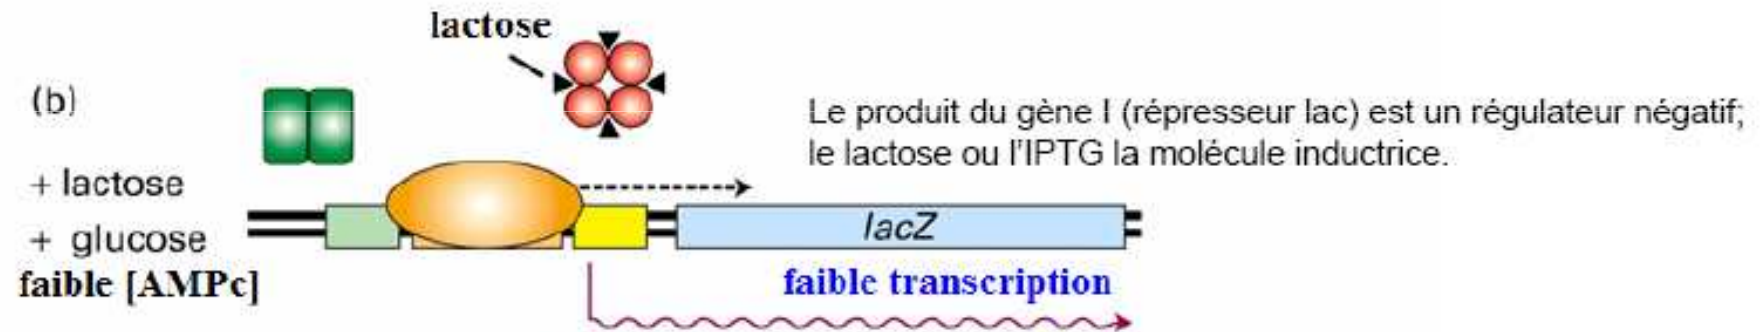 lactose
(b)
Le produit du gène I (répresseur lac) est un régulateur négatif;
le lactose ou l'IPTG la molécule inductrice.
+ lactose
+ glucose
lacZ
faible [AMPc]
faible transcription